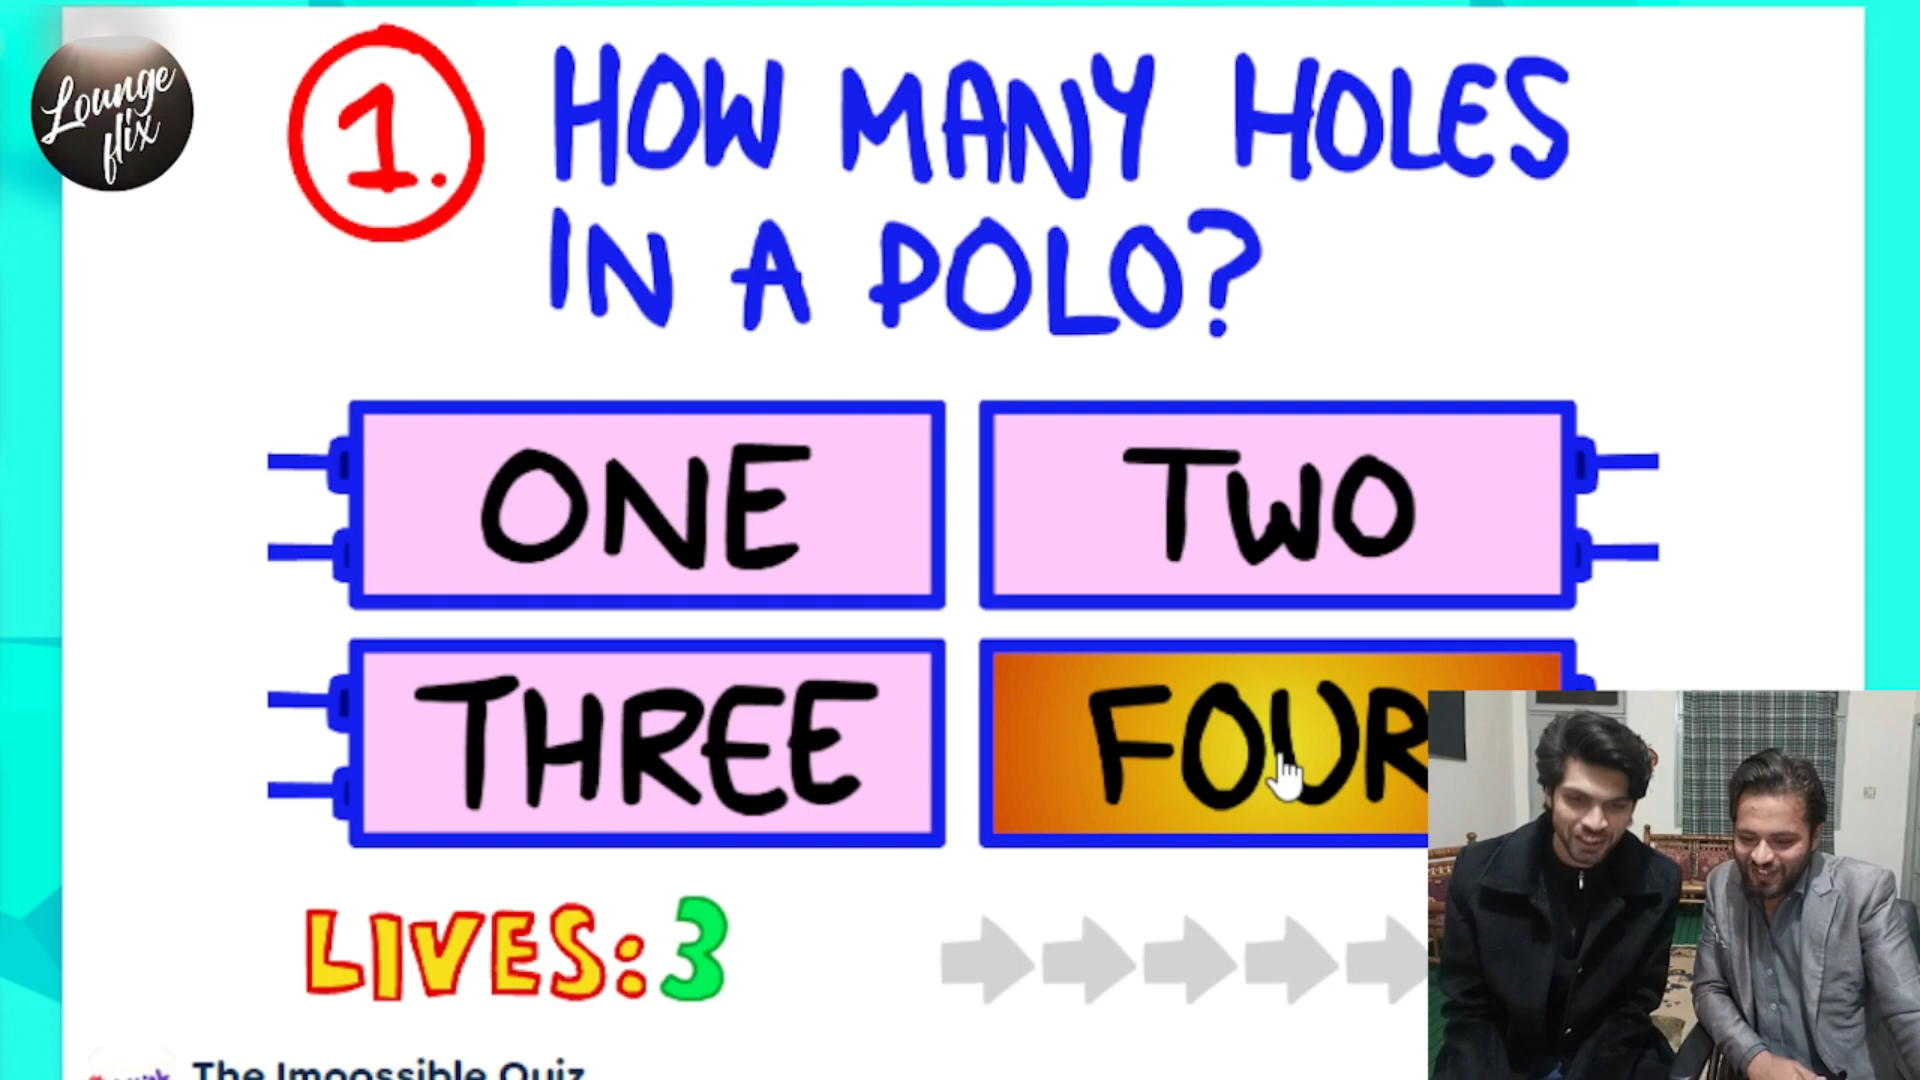 Lounge
flix
1. HOW MANY HOLES
IN A POLO?
ONE
TWO
THREE
FOUR
LIVES: 3
The Impossible Quiz